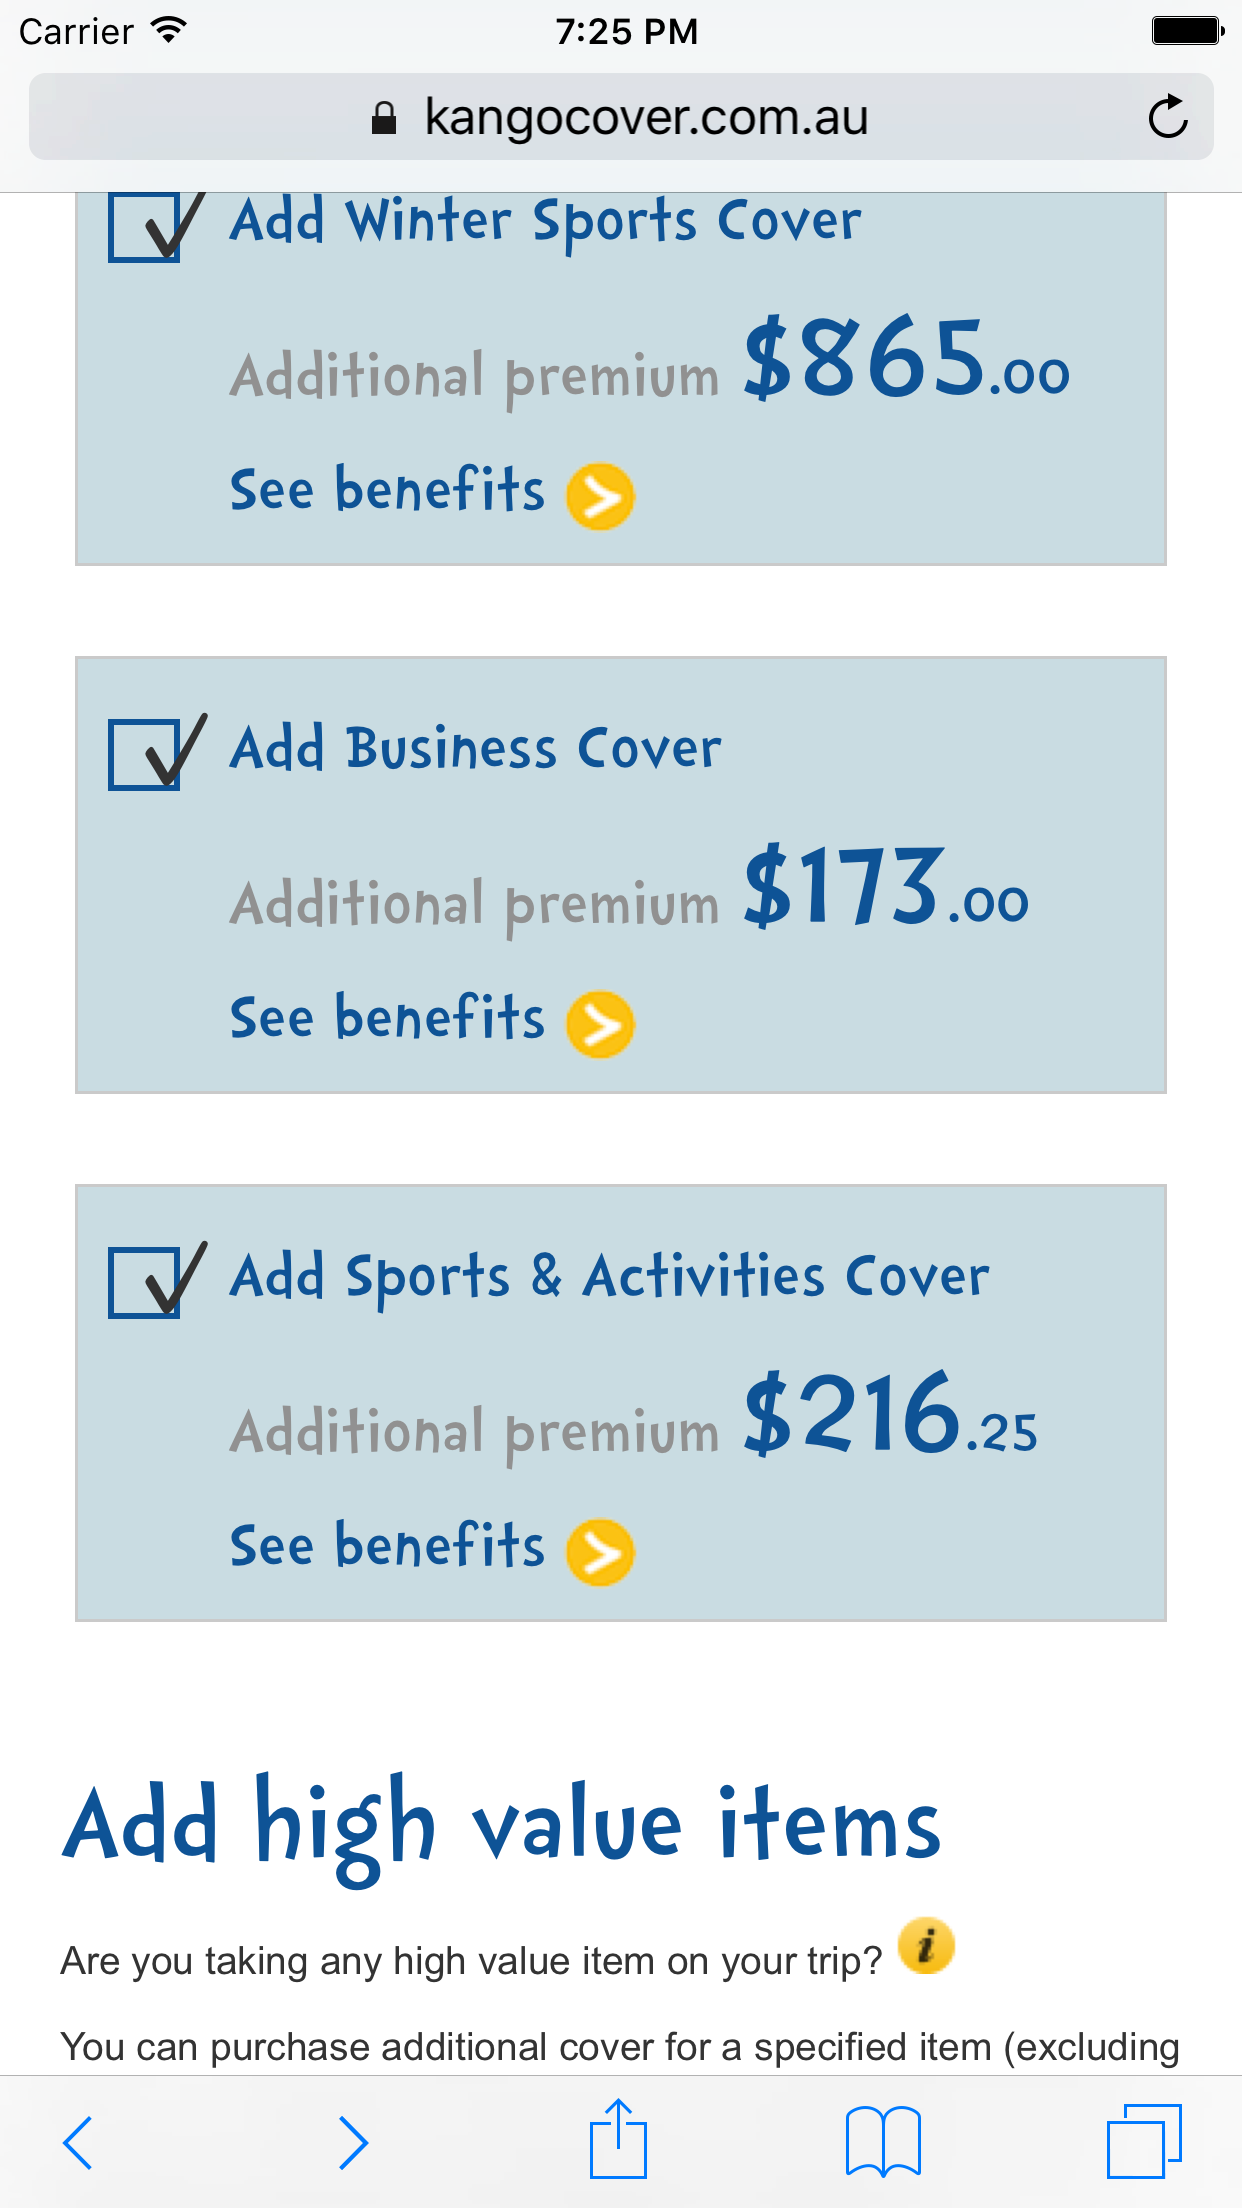 Carrier 7:25 PM
kangocover.com.au
Add Winter Sports Cover
Additional premium $865.00
See benefits
Add Business Cover
Additional premium $173.00
See benefits
Add Sports & Activities Cover
Additional premium $216.25
See benefits
Add high value items
Are you taking any high value item on your trip? i
You can purchase additional cover for a specified item (excluding